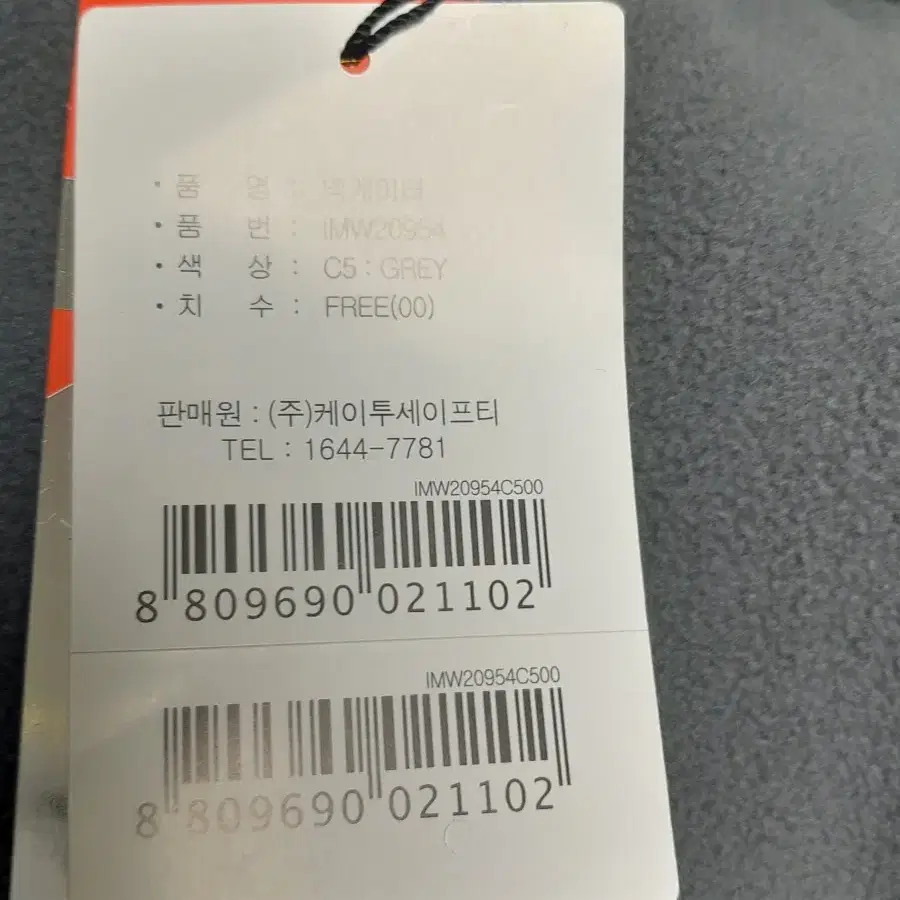 • 품 명 : 넥게이터
• 품 번 : IMW20954
• 색 상 : C5 : GREY
• 치 수 : FREE(00)
판매원 : (주)케이투세이프티
TEL : 1644-7781
IMW20954C500
8 809690 021102
IMW20954C500
8 809690 021102